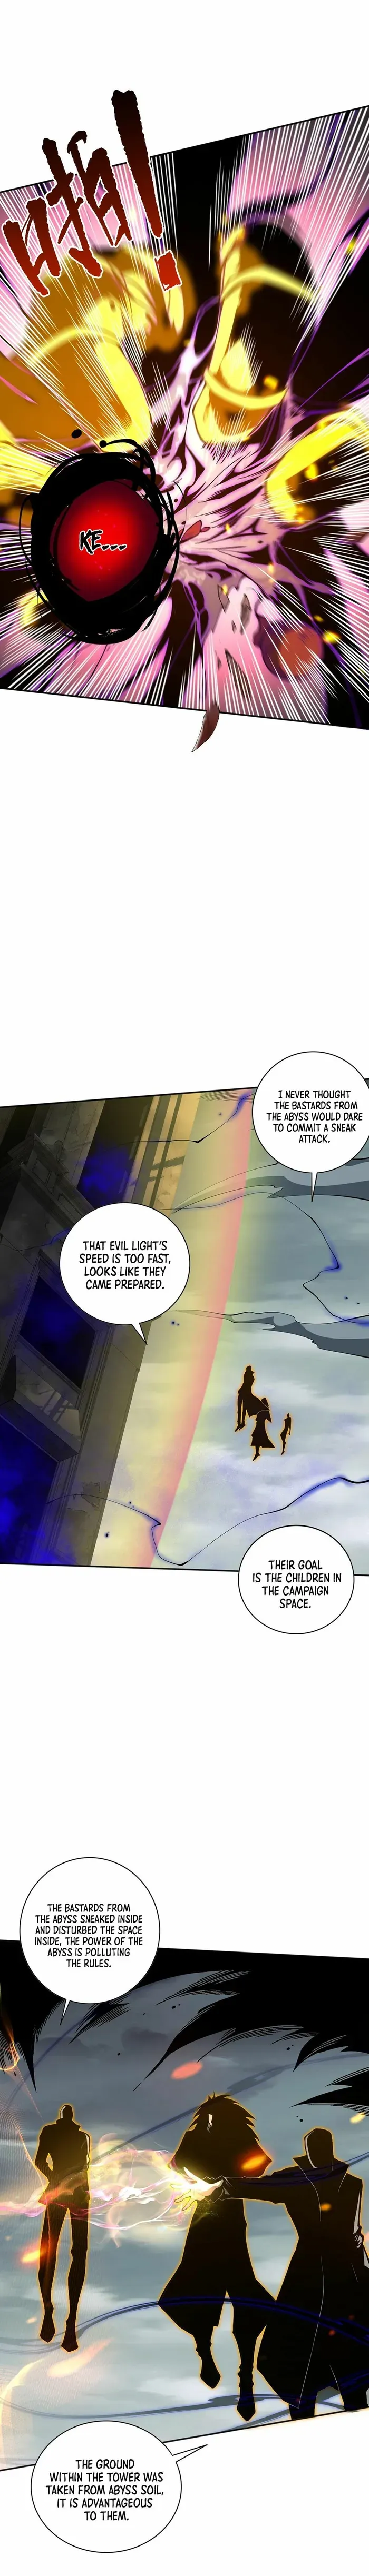 啪!
KE...
I NEVER THOUGHT
THE BASTARDS FROM
THE ABYSS WOULD DARE
TO COMMIT A SNEAK
ATTACK.
THAT EVIL LIGHT'S
SPEED IS TOO FAST,
LOOKS LIKE THEY
CAME PREPARED.
THEIR GOAL
IS THE CHILDREN IN
THE CAMPAIGN
SPACE.
THE BASTARDS FROM
THE ABYSS SNEAKED INSIDE
AND DISTURBED THE SPACE
INSIDE, THE POWER OF THE
ABYSS IS POLLUTING
THE RULES.
THE GROUND
WITHIN THE TOWER WAS
TAKEN FROM ABYSS SOIL,
IT IS ADVANTAGEOUS
TO THEM.